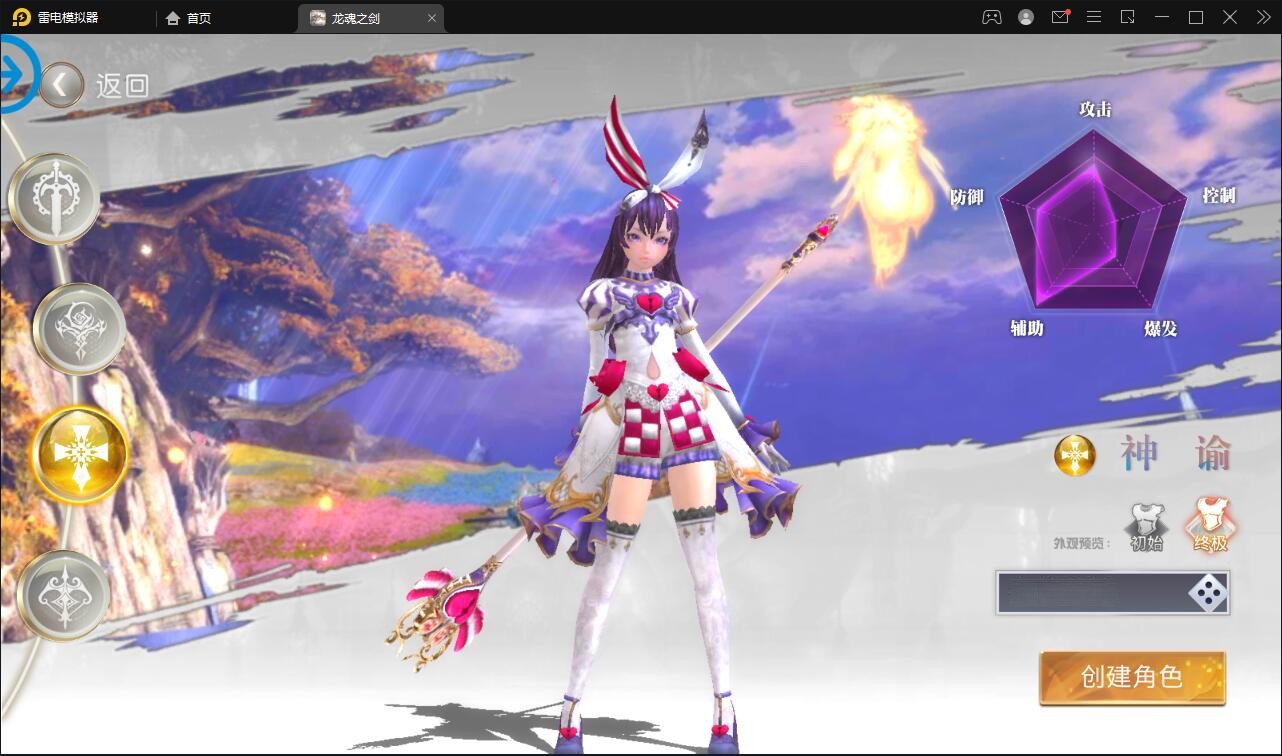 雷电模拟器
首页
龙魂之剑
返回
攻击
防御
控制
辅助
爆发
神谕
外观预览：
初始
终极
创建角色